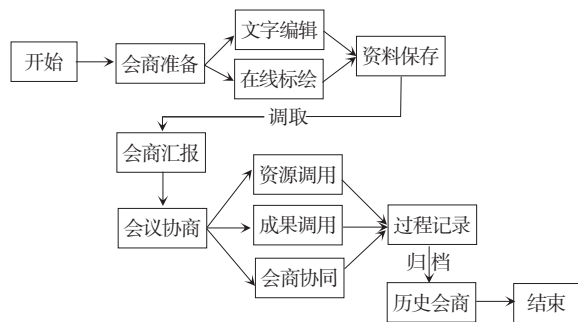 开始
会商准备
文字编辑
在线标绘
资料保存
调取
会商汇报
会议协商
资源调用
成果调用
会商协同
过程记录
归档
历史会商
结束